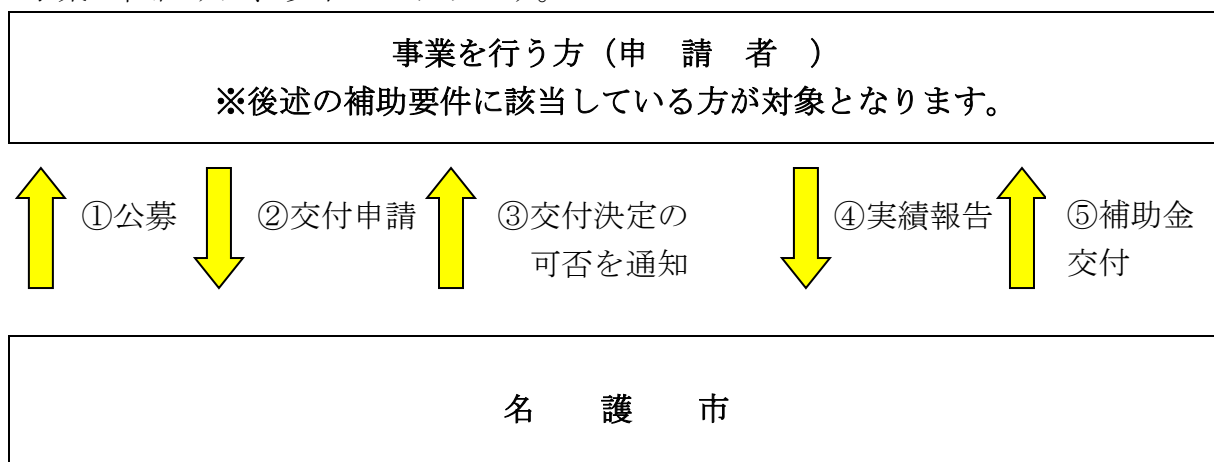 事業を行う方（申　請　者　）
※後述の補助要件に該当している方が対象となります。
①公募
②交付申請
③交付決定の
可否を通知
④実績報告
⑤補助金
交付
名　護　市